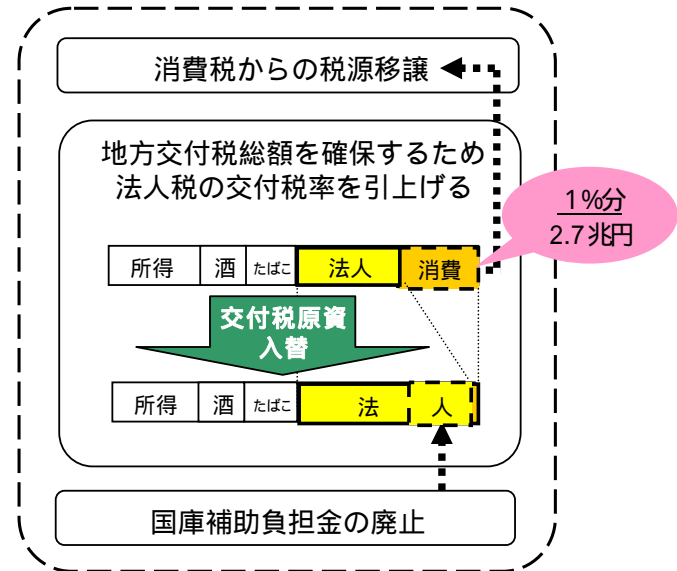 消費税からの税源移譲
地方交付税総額を確保するため
法人税の交付税率を引上げる
1%分
2.7兆円
所得 酒 たばこ 法人 消費
交付税原資
入替
所得 酒 たばこ 法 人
国庫補助負担金の廃止